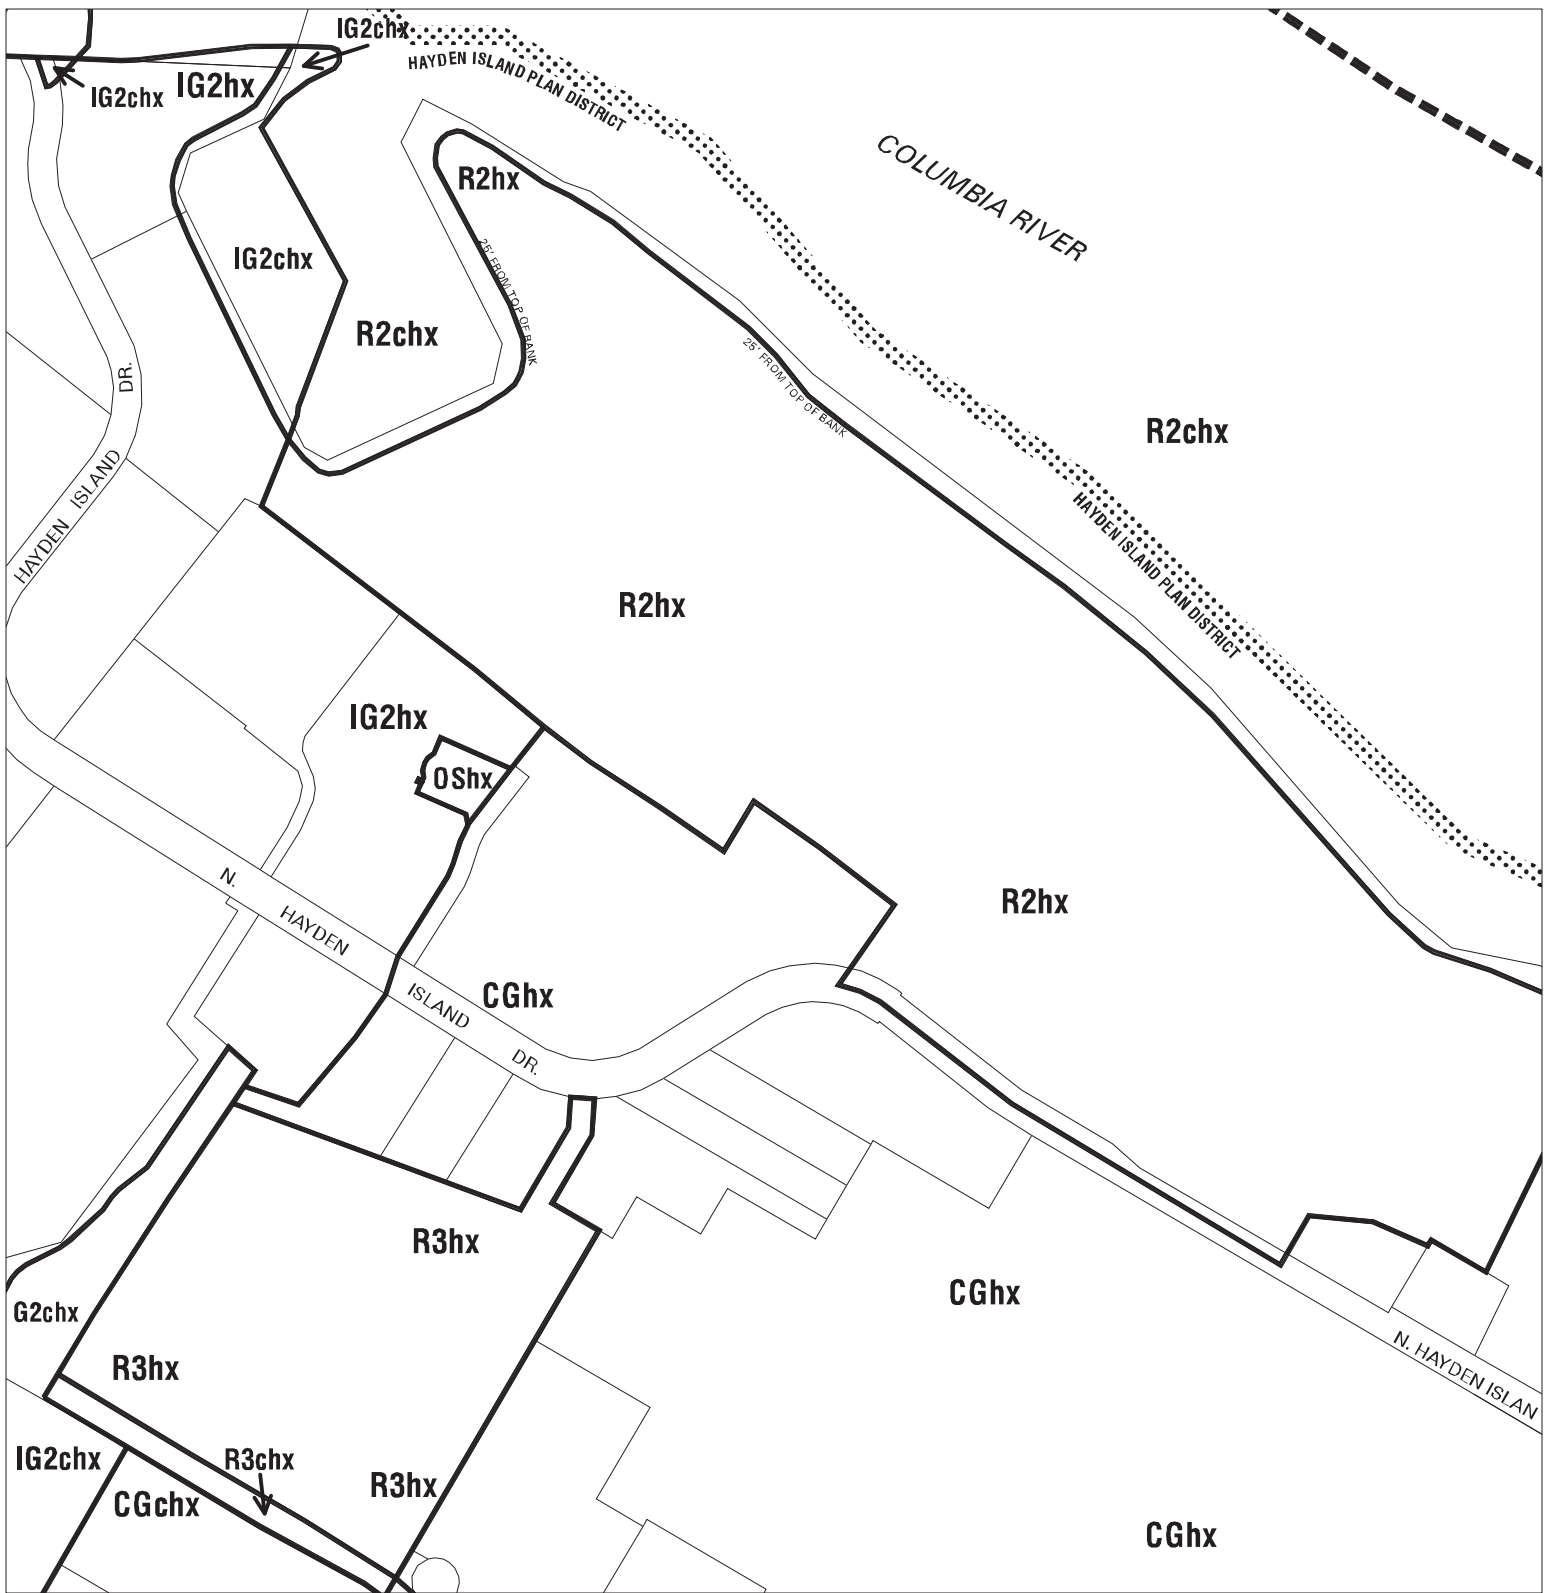 IG2chx
HAYDEN ISLAND PLAN DISTRICT
IG2hx
IG2chx
COLUMBIA RIVER
R2hx
IG2chx
25' FROM TOP OF BANK
R2chx
25' FROM TOP OF BANK
DR.
R2chx
HAYDEN ISLAND
HAYDEN ISLAND PLAN DISTRICT
R2hx
IG2hx
OShx
N.
HAYDEN
R2hx
CGhx
ISLAND
DR.
R3hx
CGhx
G2chx
R3hx
N. HAYDEN ISLAN
IG2chx
R3chx
R3hx
CGchx
CGhx